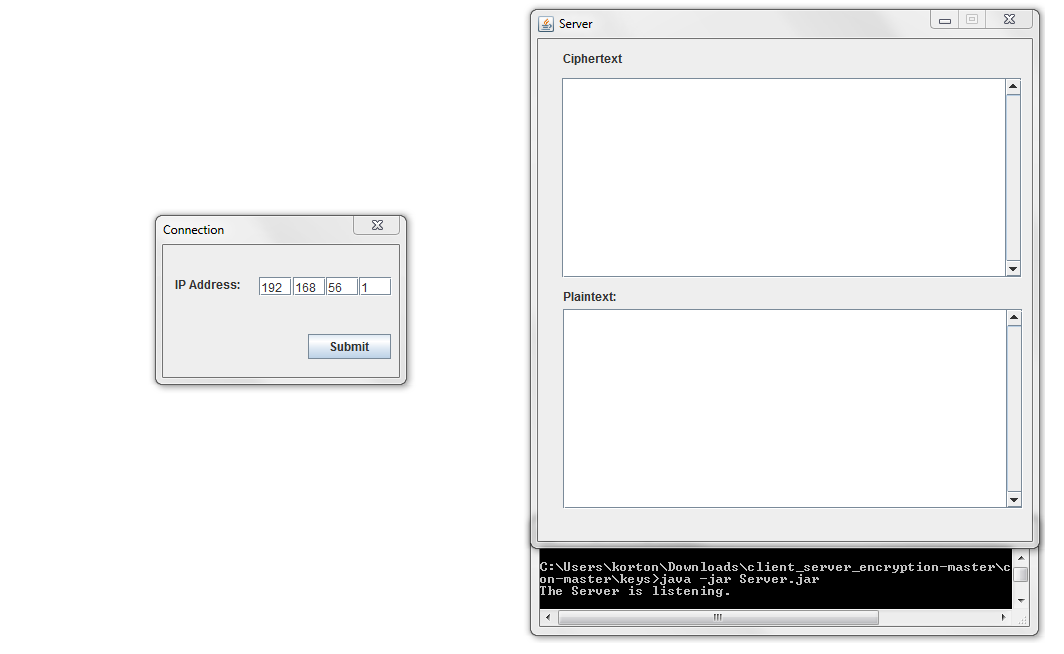 Connection
IP Address: 192 168 56 1
Submit
Server
Ciphertext
Plaintext:
C:\Users\korton\Downloads\client_server_encryption-master\c
on-master\keys>java -jar Server.jar
The Server is listening.